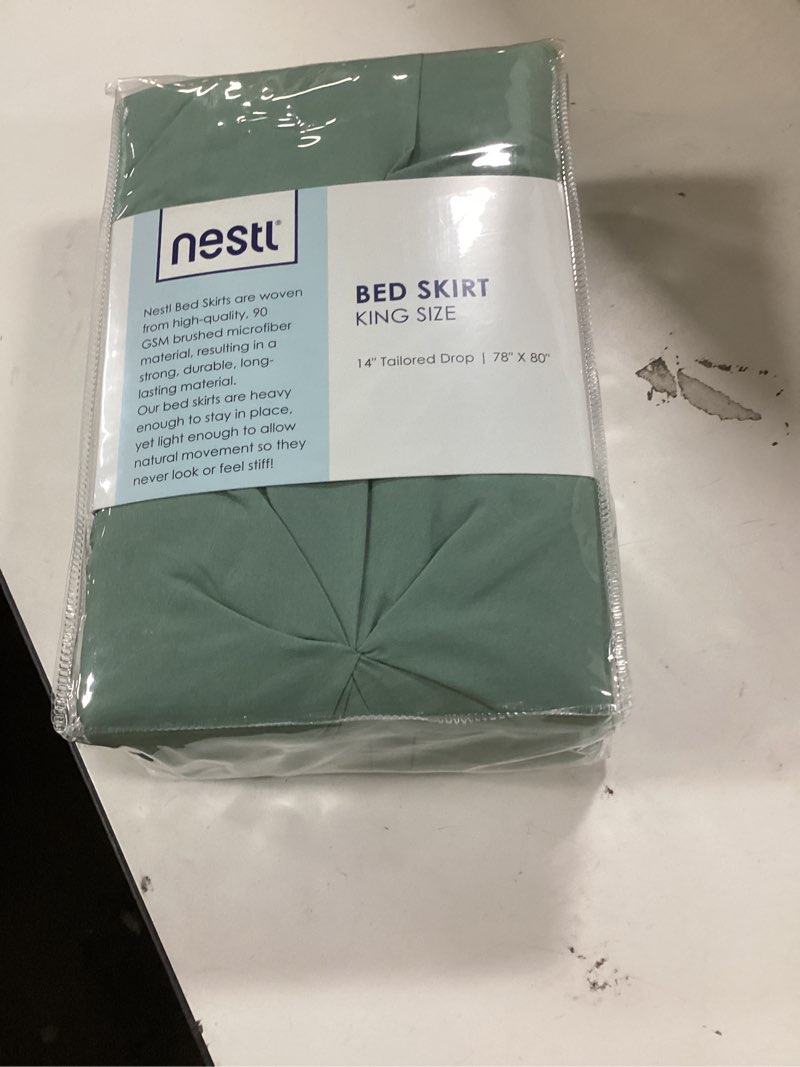 nestl®
Nestl Bed Skirts are woven
from high-quality, 90
GSM brushed microfiber
material, resulting in a
strong, durable, long-
lasting material.
Our bed skirts are heavy
enough to stay in place,
yet light enough to allow
natural movement so they
never look or feel stiff!
BED SKIRT
KING SIZE
14" Tailored Drop | 78" X 80"